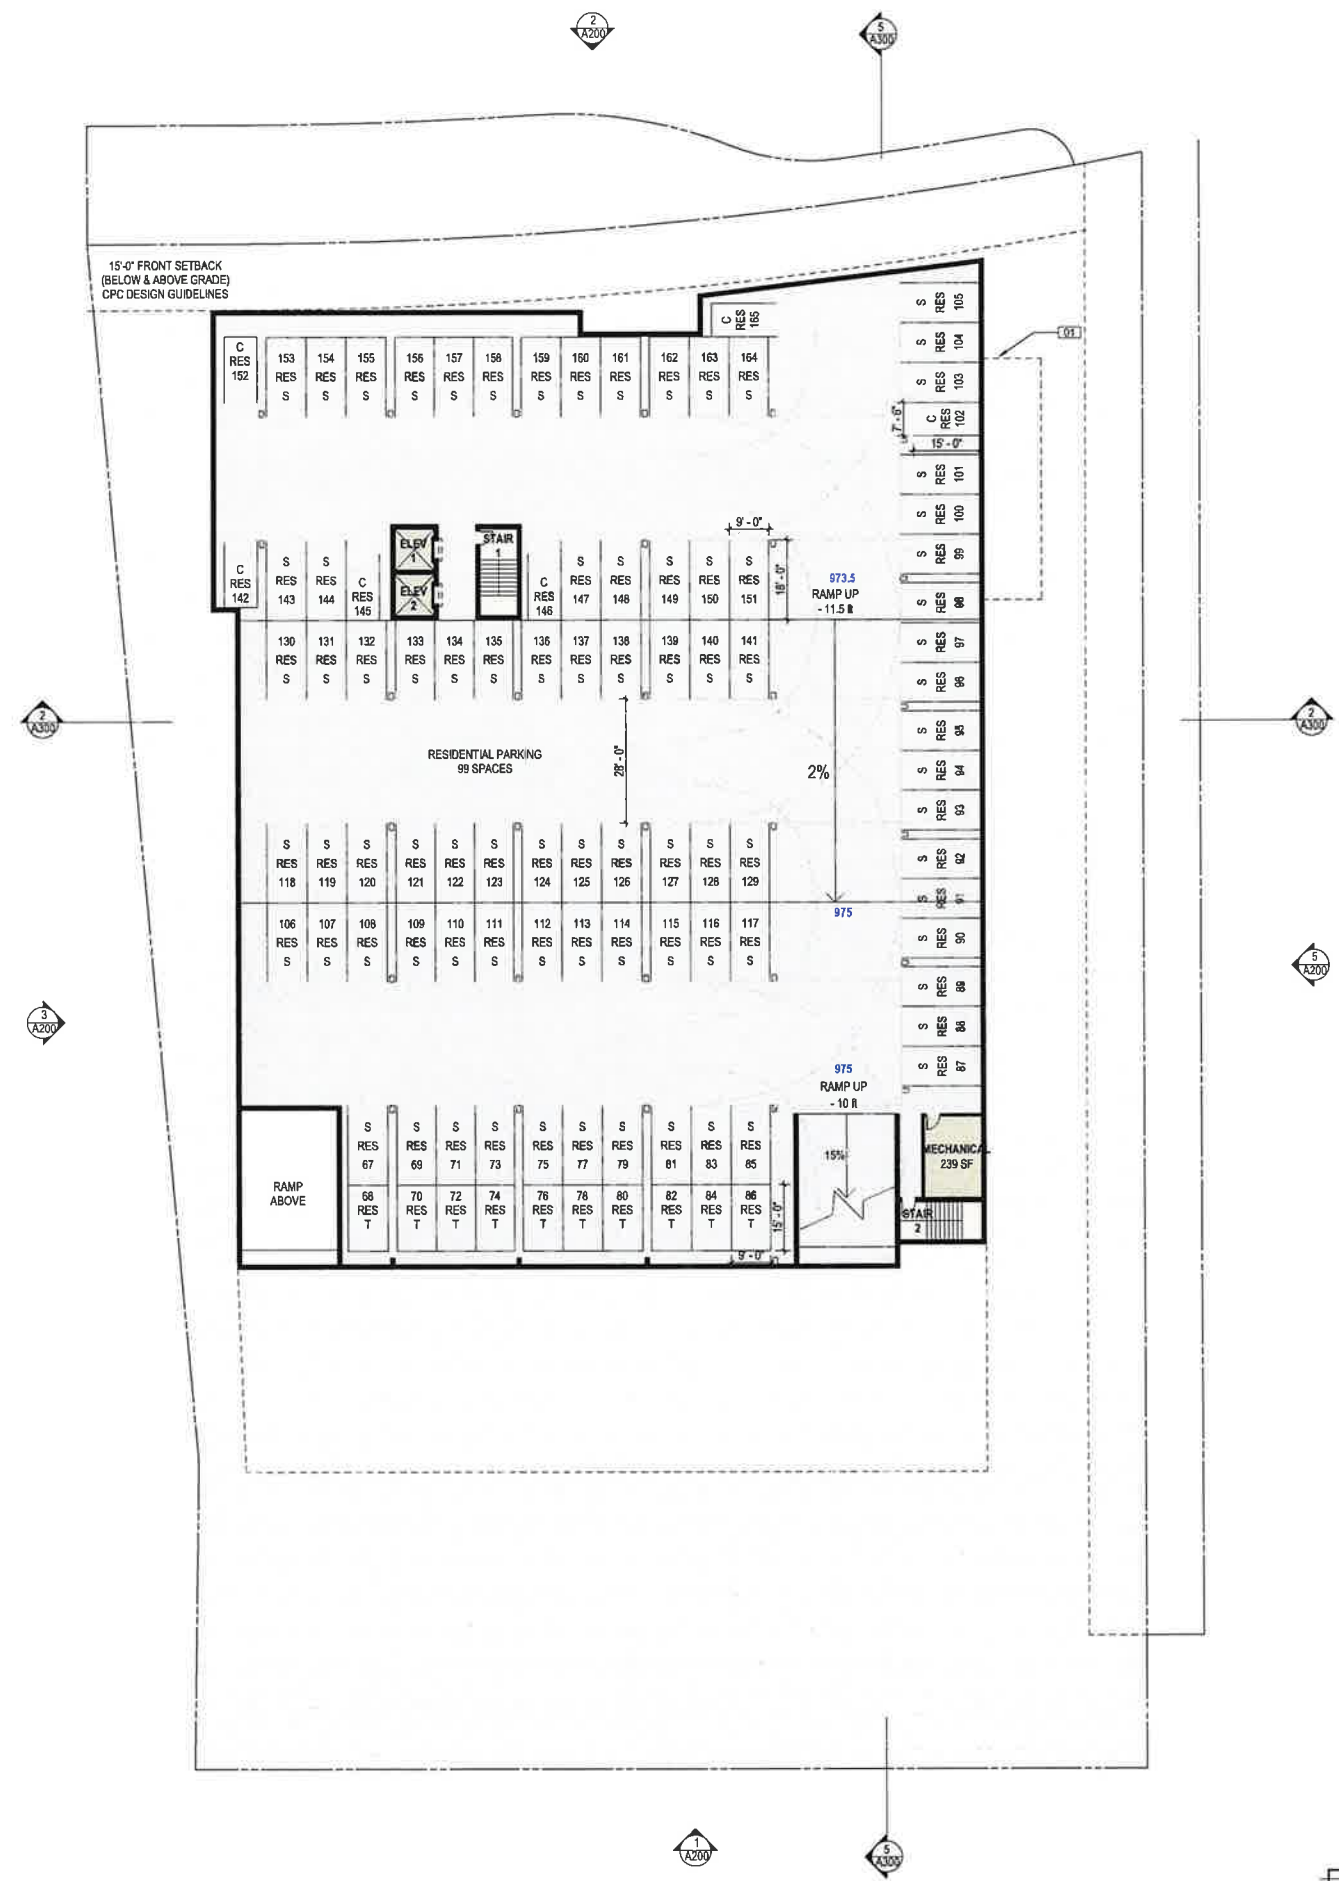 2
A200
5
A300
15'-0" FRONT SETBACK
(BELOW & ABOVE GRADE)
CPC DESIGN GUIDELINES
C
RES
165
S RES 105
S RES 104
01
S RES 103
C RES 102
7' - 6"
15' - 0"
C
RES
152
153 154 155 156 157 158 159 160 161 162 163 164
RES RES RES RES RES RES RES RES RES RES RES RES
S S S S S S S S S S S S
S RES 101
S RES 100
S RES 99
S RES 98
9' - 0"
18' - 0"
ELEV
1
ELEV
2
STAIR
1
C
RES
142
S
RES
143
S
RES
144
C
RES
145
C
RES
146
S
RES
147
S
RES
148
S
RES
149
S
RES
150
S
RES
151
973.5
RAMP UP
- 11.5 ft
130 131 132 133 134 135 136 137 138 139 140 141
RES RES RES RES RES RES RES RES RES RES RES RES
S S S S S S S S S S S S
S RES 97
S RES 96
2
A300
2
A300
RESIDENTIAL PARKING
99 SPACES
28' - 0"
2%
S RES 95
S RES 94
S RES 93
S S S S S S S S S S S S
RES RES RES RES RES RES RES RES RES RES RES RES
118 119 120 121 122 123 124 125 126 127 128 129
S RES 92
S RES 91
975
106 107 108 109 110 111 112 113 114 115 116 117
RES RES RES RES RES RES RES RES RES RES RES RES
S S S S S S S S S S S S
S RES 90
S RES 89
S RES 88
S RES 87
5
A200
3
A200
975
RAMP UP
- 10 ft
15%
S S S S S S S S S S
RES RES RES RES RES RES RES RES RES RES
67 69 71 73 75 77 79 81 83 85
68 70 72 74 76 78 80 82 84 86
RES RES RES RES RES RES RES RES RES RES
T T T T T T T T T T
15' - 0"
9' - 0"
RAMP
ABOVE
MECHANICAL
239 SF
STAIR
2
1
A200
5
A300